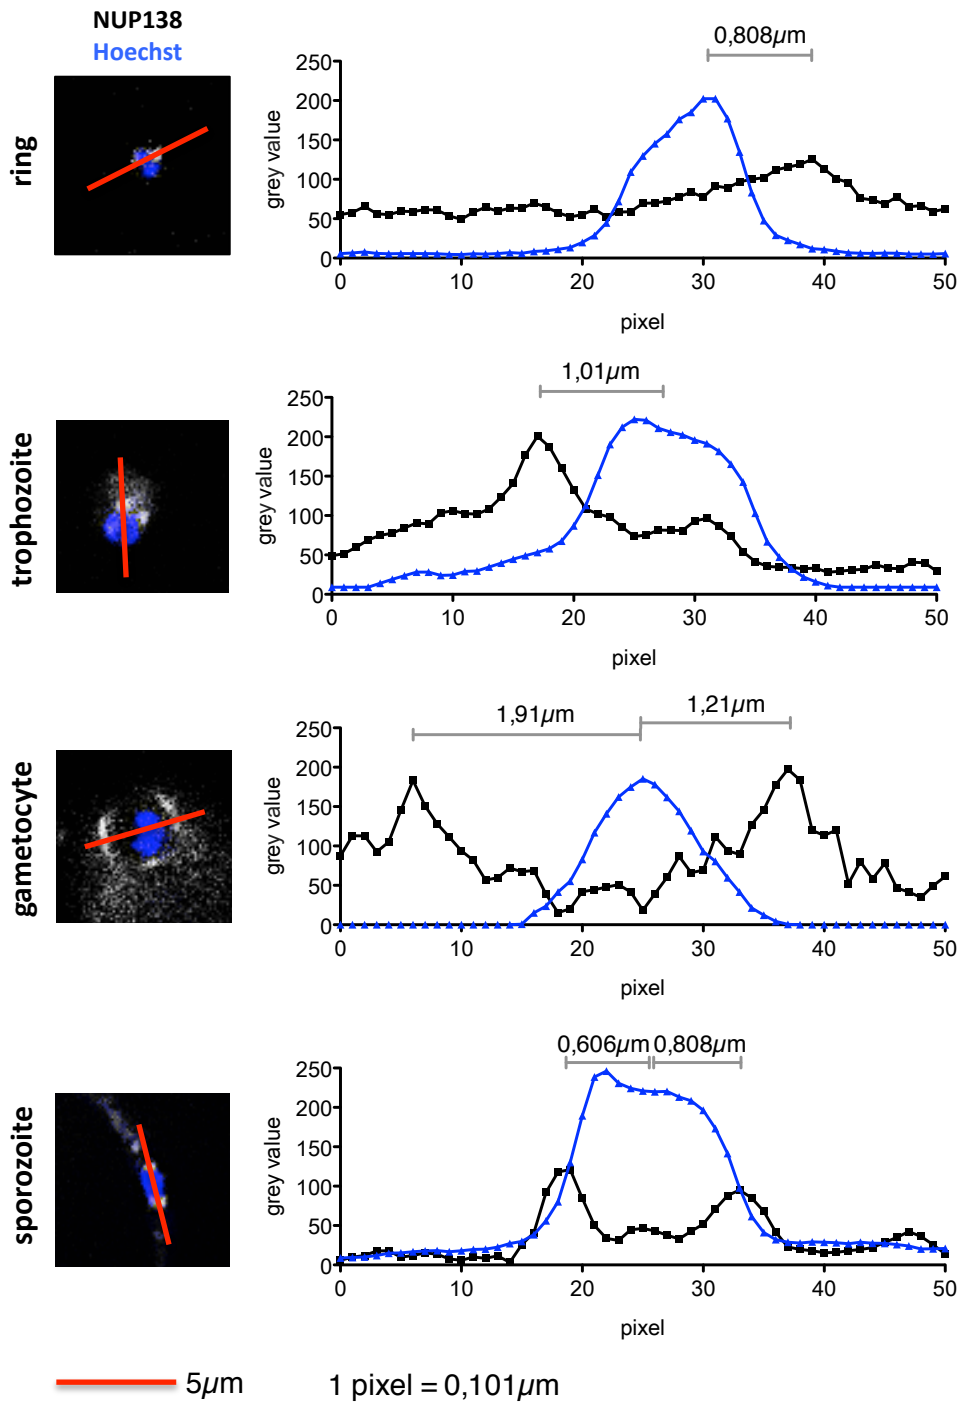 NUP138
Hoechst
ring
0,808µm
250
200
150
100
50
0
grey value
0 10 20 30 40 50
pixel
trophozoite
1,01µm
250
200
150
100
50
0
grey value
0 10 20 30 40 50
pixel
gametocyte
1,91µm 1,21µm
250
200
150
100
50
0
grey value
0 10 20 30 40 50
pixel
sporozoite
0,606µm 0,808µm
250
200
150
100
50
0
grey value
0 10 20 30 40 50
pixel
5µm 1 pixel = 0,101µm